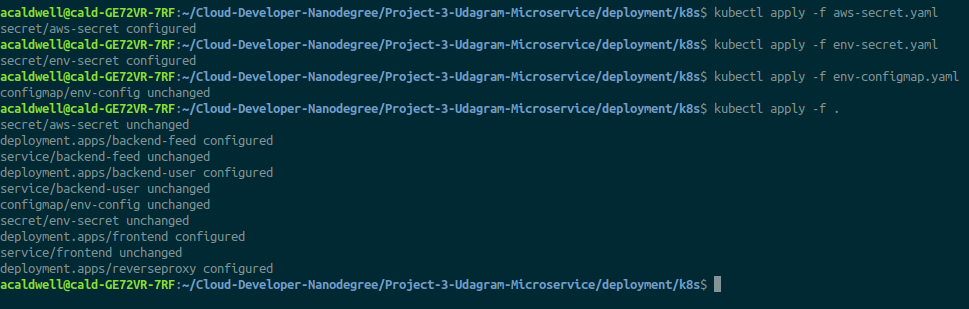 acaldwell@cald-GE72VR-7RF:~/Cloud-Developer-Nanodegree/Project-3-Udagram-Microservice/deployment/k8s$ kubectl apply -f aws-secret.yaml
secret/aws-secret configured
acaldwell@cald-GE72VR-7RF:~/Cloud-Developer-Nanodegree/Project-3-Udagram-Microservice/deployment/k8s$ kubectl apply -f env-secret.yaml
secret/env-secret configured
acaldwell@cald-GE72VR-7RF:~/Cloud-Developer-Nanodegree/Project-3-Udagram-Microservice/deployment/k8s$ kubectl apply -f env-configmap.yaml
configmap/env-config unchanged
acaldwell@cald-GE72VR-7RF:~/Cloud-Developer-Nanodegree/Project-3-Udagram-Microservice/deployment/k8s$ kubectl apply -f .
secret/aws-secret unchanged
deployment.apps/backend-feed configured
service/backend-feed unchanged
deployment.apps/backend-user configured
service/backend-user unchanged
configmap/env-config unchanged
secret/env-secret unchanged
deployment.apps/frontend configured
service/frontend unchanged
deployment.apps/reverseproxy configured
acaldwell@cald-GE72VR-7RF:~/Cloud-Developer-Nanodegree/Project-3-Udagram-Microservice/deployment/k8s$